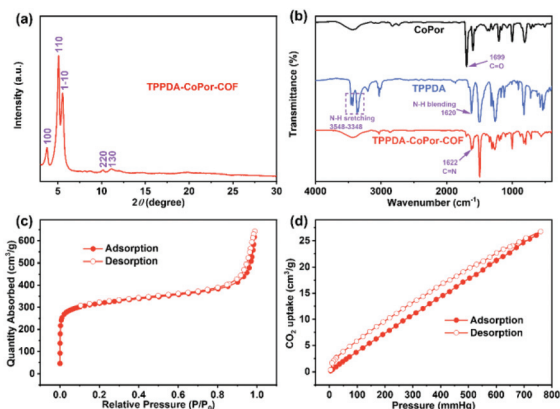 (a)
TPPDA-CoPor-COF
100
110
1-10
220
130
Intensity (a.u.)
5 10 15 20 25 30
2θ (degree)
(b)
CoPor
1699
C=O
TPPDA
N-H sretching
3548-3348
N-H blending
1620
TPPDA-CoPor-COF
1622
C=N
Transmittance (%)
4000 3000 2000 1000
Wavenumber (cm-1)
(c)
Adsorption
Desorption
Quantity Absorbed (cm3/g)
600
500
400
300
200
100
0
0.0 0.2 0.4 0.6 0.8 1.0
Relative Pressure (P/P0)
(d)
Adsorption
Desorption
CO2 uptake (cm3/g)
25
20
15
10
5
0
0 100 200 300 400 500 600 700 800
Pressure (mmHg)